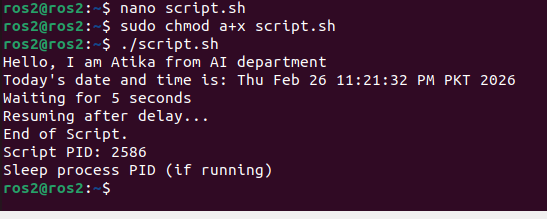 ros2@ros2:~$ nano script.sh
ros2@ros2:~$ sudo chmod a+x script.sh
ros2@ros2:~$ ./script.sh
Hello, I am Atika from AI department
Today's date and time is: Thu Feb 26 11:21:32 PM PKT 2026
Waiting for 5 seconds
Resuming after delay...
End of Script.
Script PID: 2586
Sleep process PID (if running)
ros2@ros2:~$